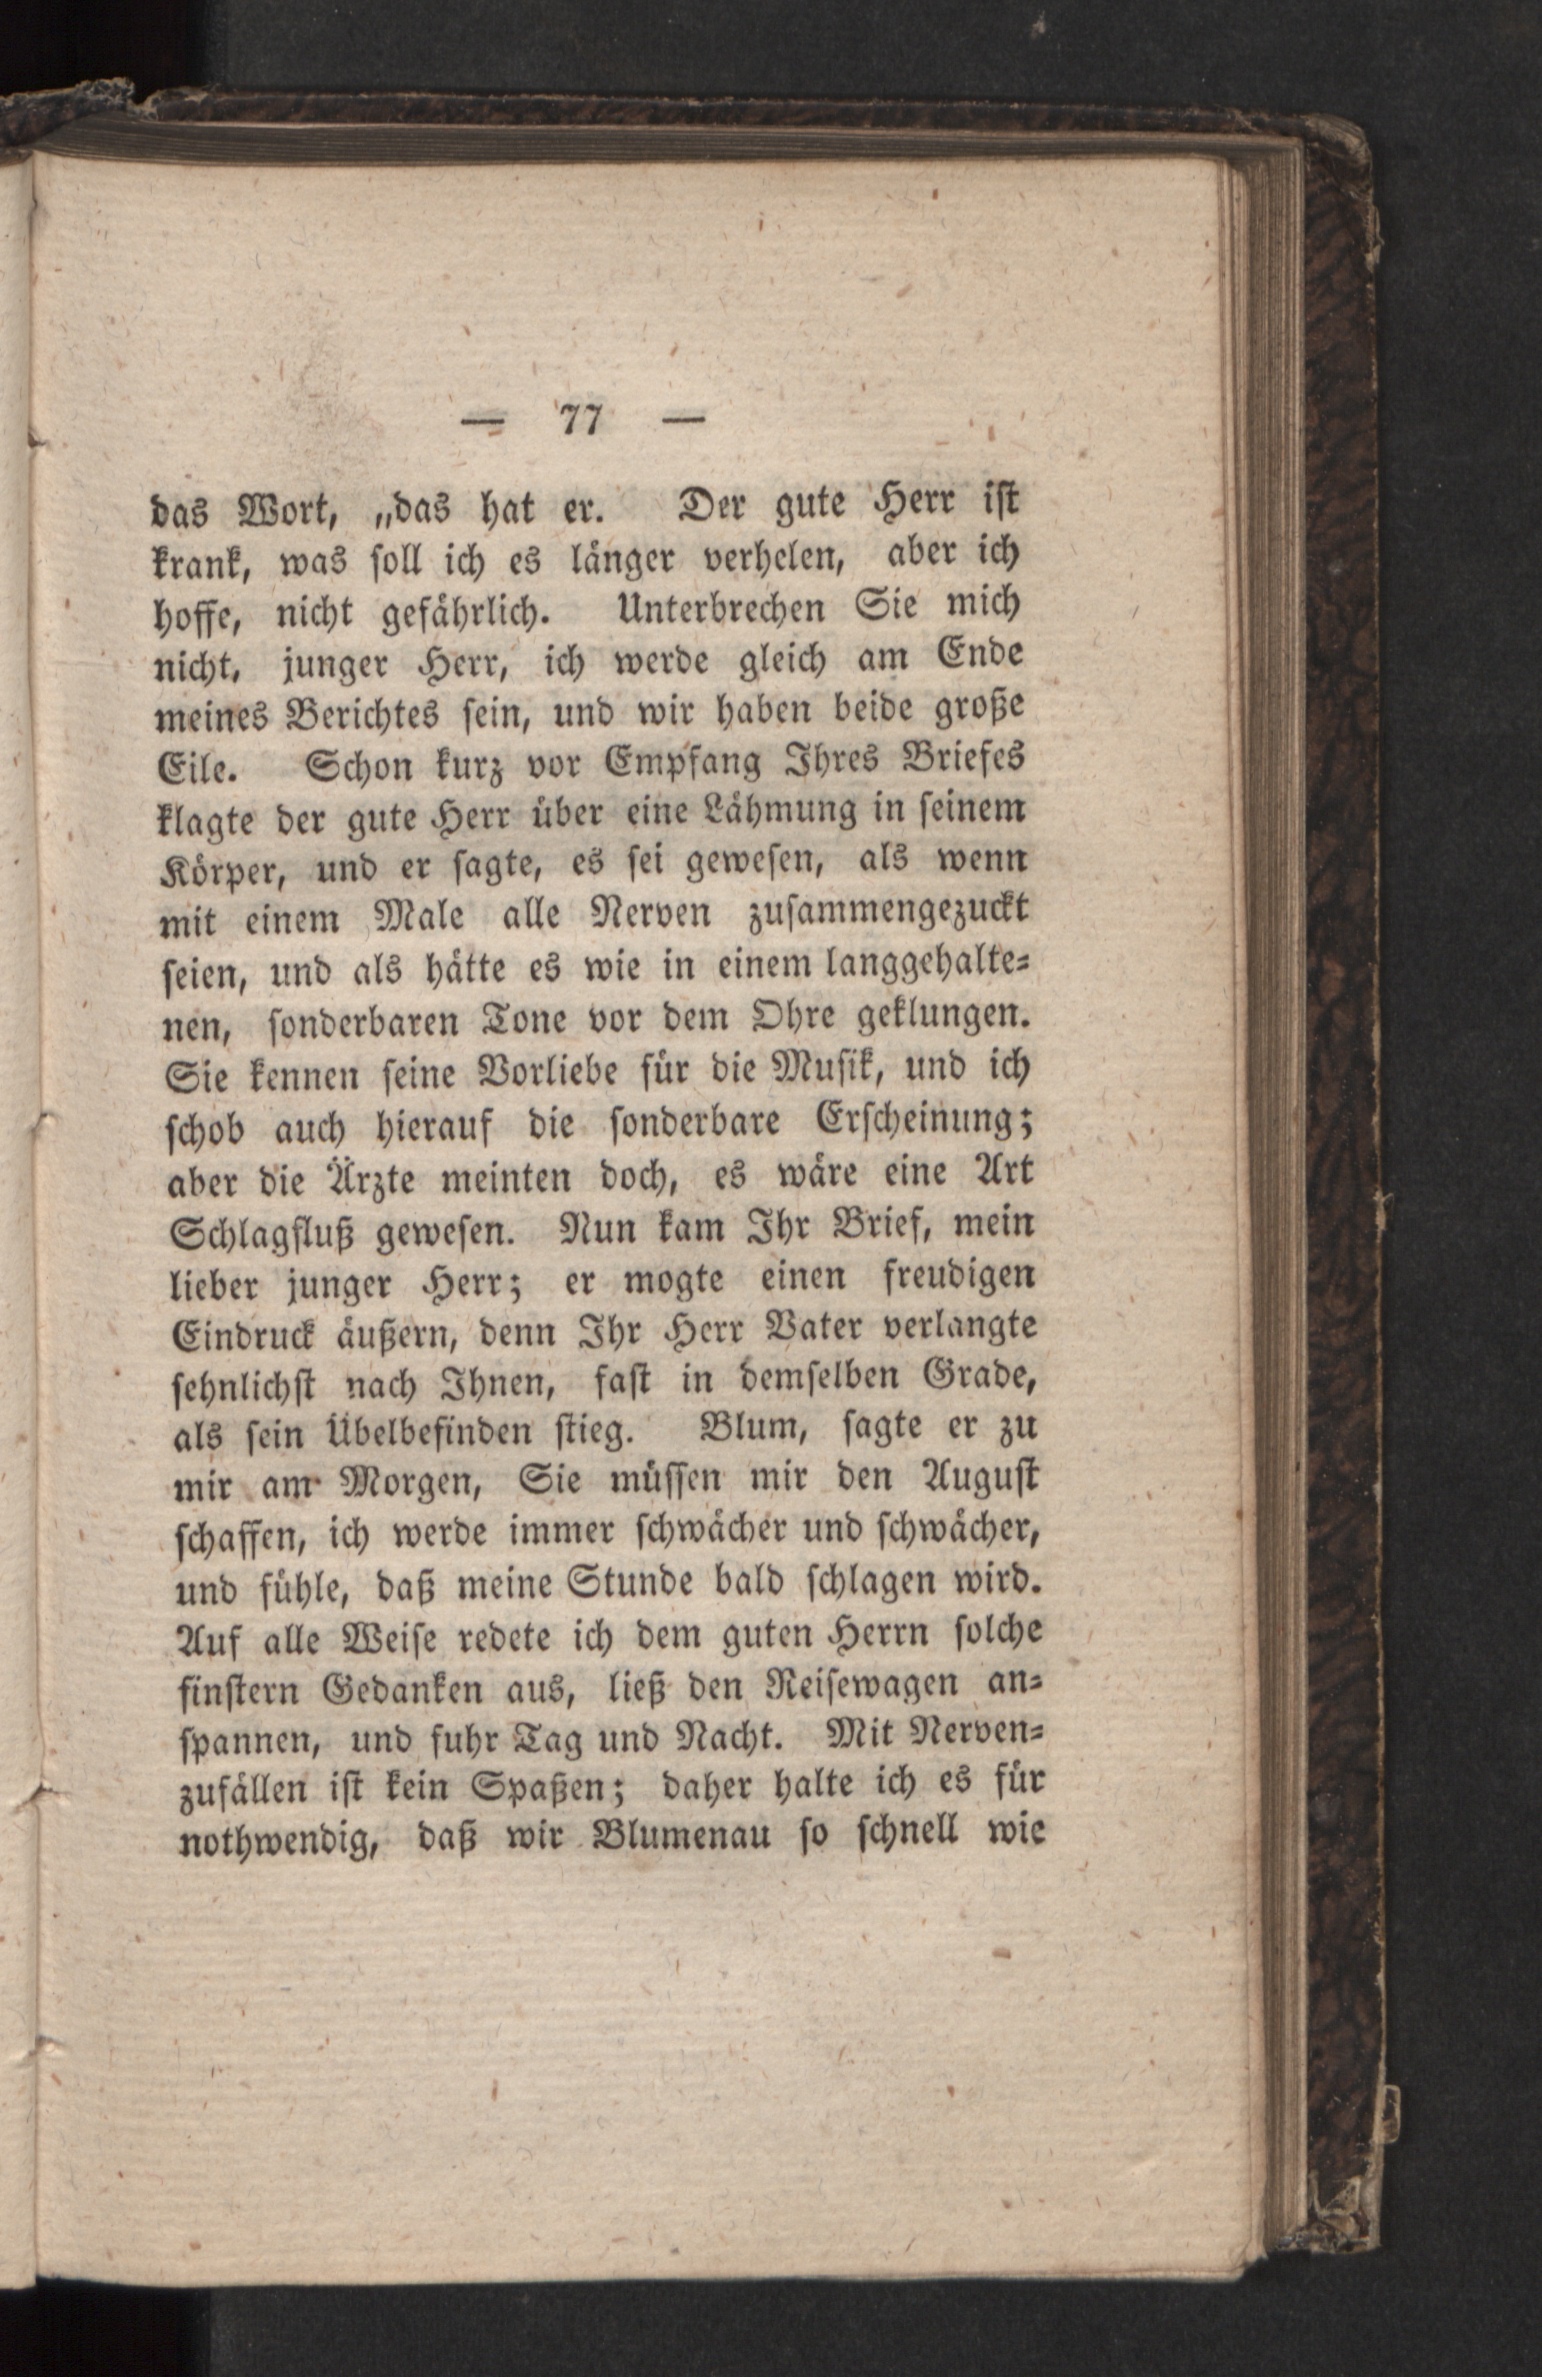 — 77 —
das Wort, „das hat er. Der gute Herr ist
krank, was soll ich es länger verhelen, aber ich
hoffe, nicht gefährlich. Unterbrechen Sie mich
nicht, junger Herr, ich werde gleich am Ende
meines Berichtes sein, und wir haben beide große
Eile. Schon kurz vor Empfang Ihres Briefes
klagte der gute Herr über eine Lähmung in seinem
Körper, und er sagte, es sei gewesen, als wenn
mit einem Male alle Nerven zusammengezuckt
seien, und als hätte es wie in einem langgehalte-
nen, sonderbaren Tone vor dem Ohre geklungen.
Sie kennen seine Vorliebe für die Musik, und ich
schob auch hierauf die sonderbare Erscheinung;
aber die Ärzte meinten doch, es wäre eine Art
Schlagfluß gewesen. Nun kam Ihr Brief, mein
lieber junger Herr; er mogte einen freudigen
Eindruck äußern, denn Ihr Herr Vater verlangte
sehnlichst nach Ihnen, fast in demselben Grade,
als sein Übelbefinden stieg. Blum, sagte er zu
mir am Morgen, Sie müssen mir den August
schaffen, ich werde immer schwächer und schwächer,
und fühle, daß meine Stunde bald schlagen wird.
Auf alle Weise redete ich dem guten Herrn solche
finstern Gedanken aus, ließ den Reisewagen an-
spannen, und fuhr Tag und Nacht. Mit Nerven-
zufällen ist kein Spaßen; daher halte ich es für
nothwendig, daß wir Blumenau so schnell wie